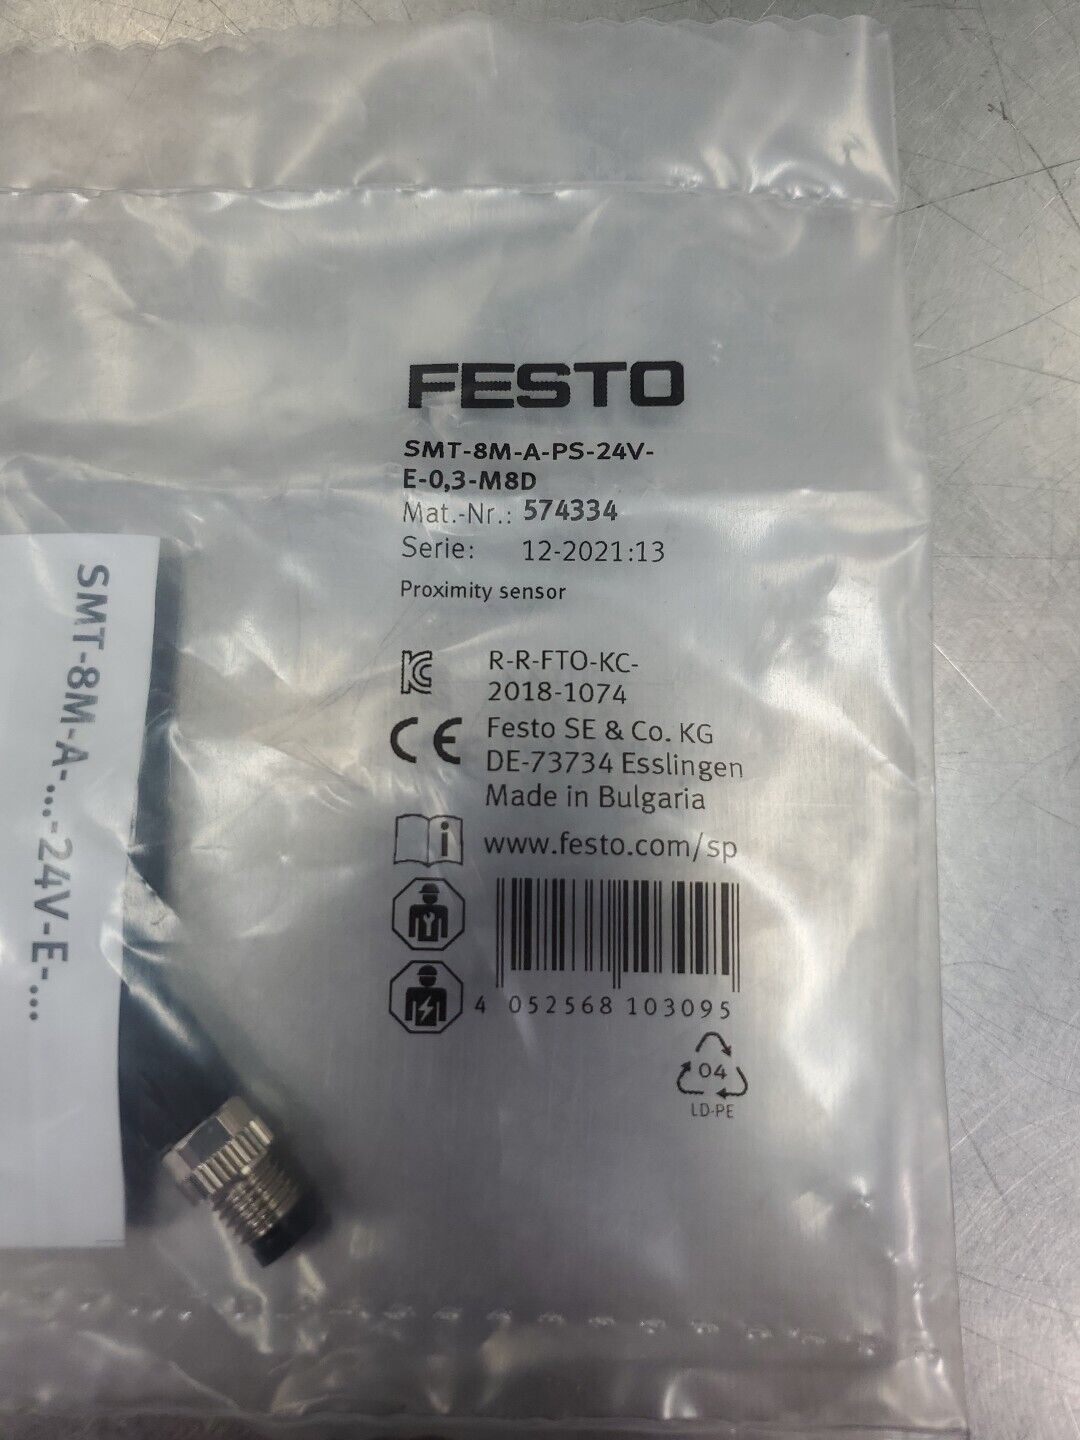 FESTO
SMT-8M-A-PS-24V-
E-0,3-M8D
Mat.-Nr.: 574334
Serie: 12-2021:13
Proximity sensor
R-R-FTO-KC-
2018-1074
CE Festo SE & Co. KG
DE-73734 Esslingen
Made in Bulgaria
i www.festo.com/sp
4 052568 103095
04
LD-PE
SMT-8M-A-...-24V-E-...